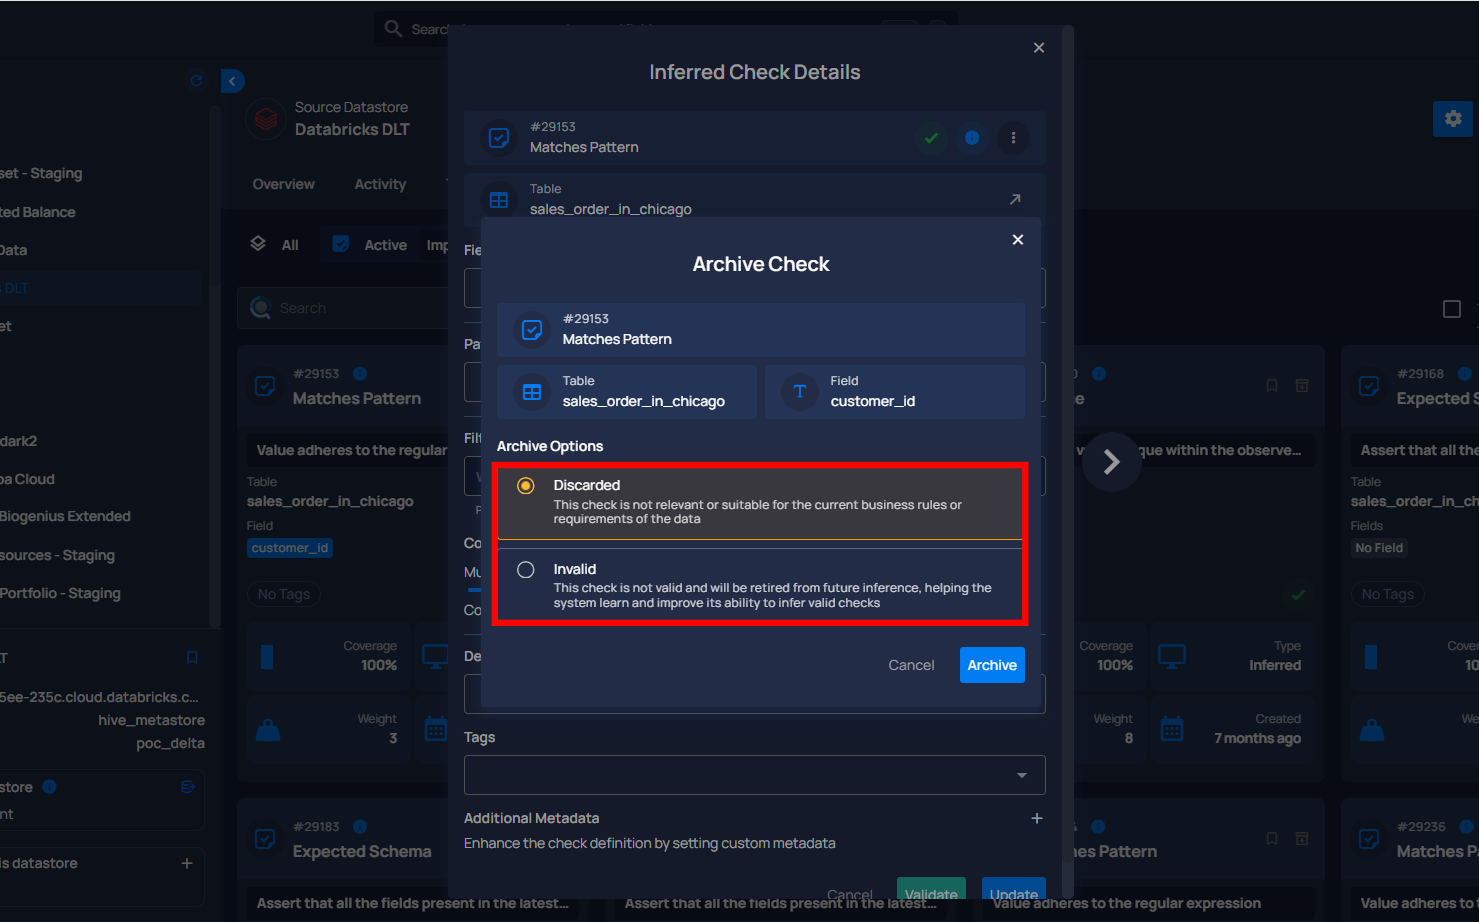 Search
Source Datastore
Databricks DLT
Overview
Activity
All
Active
Imp
Search
set - Staging
ted Balance
Data
s DLT
et
dark2
oa Cloud
Biogenius Extended
sources - Staging
Portfolio - Staging
LT
5ee-235c.cloud.databricks.c...
hive_metastore
poc_delta
store
nt
is datastore
#29153
Matches Pattern
Value adheres to the regular
Table
sales_order_in_chicago
Field
customer_id
No Tags
Coverage
100%
Weight
3
#29183
Expected Schema
Assert that all the fields present in the latest...
Inferred Check Details
#29153
Matches Pattern
Table
sales_order_in_chicago
Fie
Pa
Filt
Co
Mu
Co
De
Archive Check
#29153
Matches Pattern
Table
sales_order_in_chicago
Field
customer_id
Archive Options
Discarded
This check is not relevant or suitable for the current business rules or
requirements of the data
Invalid
This check is not valid and will be retired from future inference, helping the
system learn and improve its ability to infer valid checks
Cancel
Archive
Tags
Additional Metadata
Enhance the check definition by setting custom metadata
Cancel
Validate
Update
Assert that all the fields present in the latest...
que within the observe...
Coverage
100%
Type
Inferred
Weight
8
Created
7 months ago
hes Pattern
Value adheres to the regular expression
#29168
Expected S
Assert that all the
Table
sales_order_in_ch
Fields
No Field
No Tags
Cover
10
We
#29236
Matches Pa
Value adheres to t